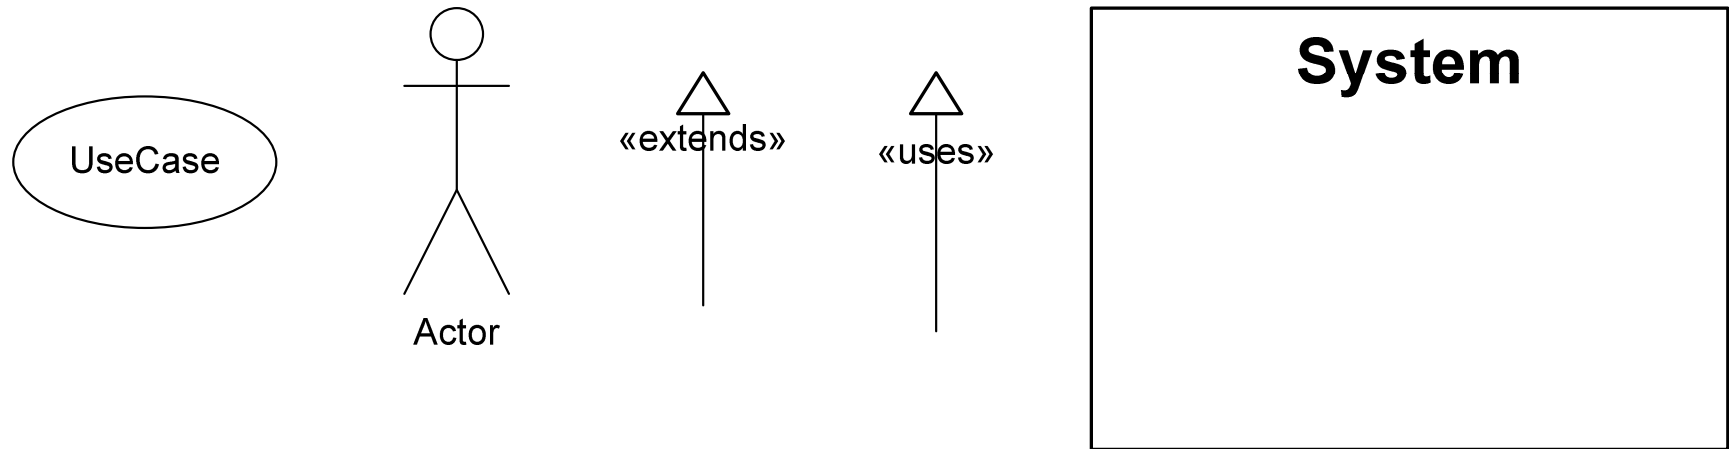 UseCase
Actor
«extends»
«uses»
System